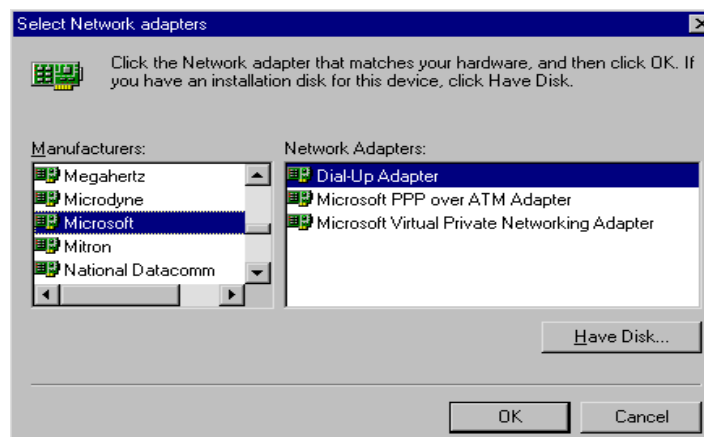 Select Network adapters
Click the Network adapter that matches your hardware, and then click OK. If
you have an installation disk for this device, click Have Disk.
Manufacturers:
Megahertz
Microdyne
Microsoft
Mitron
National Datacomm
Network Adapters:
Dial-Up Adapter
Microsoft PPP over ATM Adapter
Microsoft Virtual Private Networking Adapter
Have Disk...
OK
Cancel